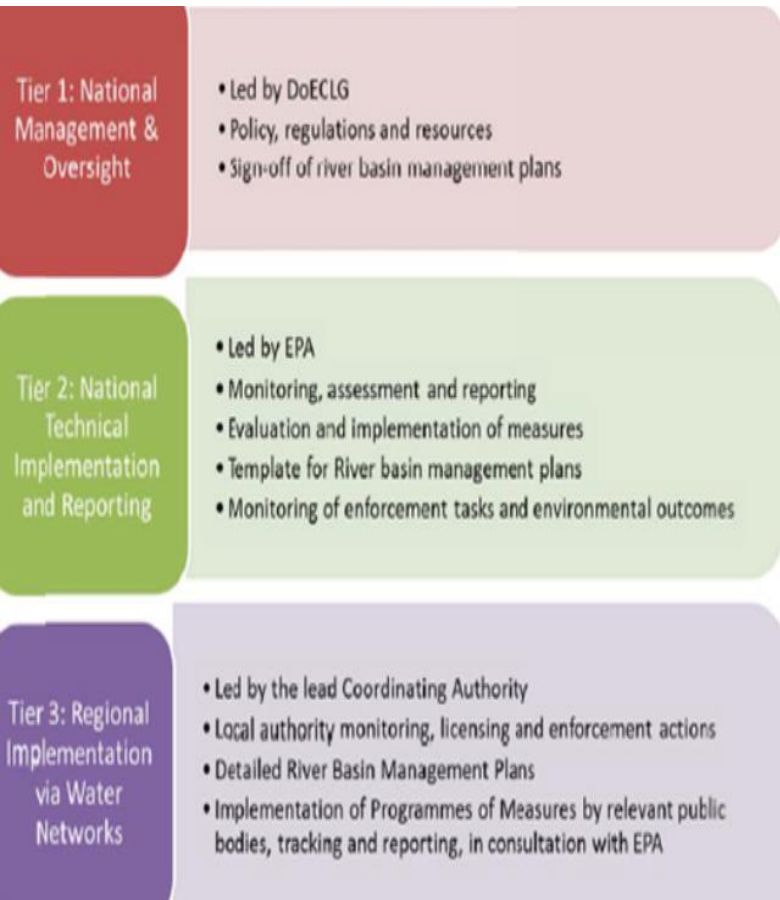 Tier 1: National
Management &
Oversight
• Led by DoECLG
• Policy, regulations and resources
• Sign-off of river basin management plans
Tier 2: National
Technical
Implementation
and Reporting
• Led by EPA
• Monitoring, assessment and reporting
• Evaluation and implementation of measures
• Template for River basin management plans
• Monitoring of enforcement tasks and environmental outcomes
Tier 3: Regional
Implementation
via Water
Networks
• Led by the lead Coordinating Authority
• Local authority monitoring, licensing and enforcement actions
• Detailed River Basin Management Plans
• Implementation of Programmes of Measures by relevant public
bodies, tracking and reporting, in consultation with EPA